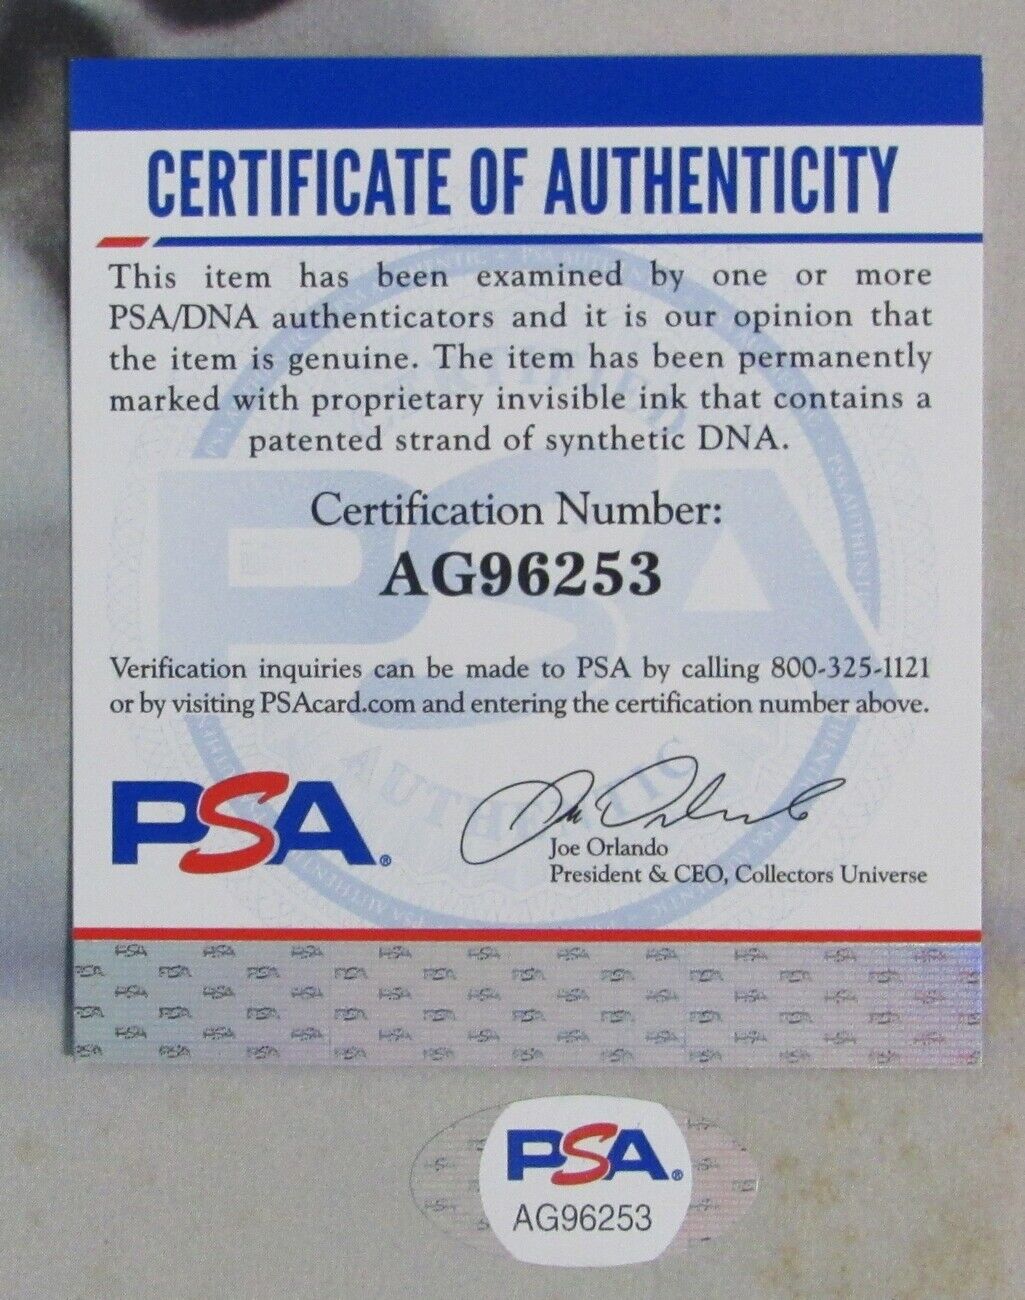 CERTIFICATE OF AUTHENTICITY
This item has been examined by one or more
PSA/DNA authenticators and it is our opinion that
the item is genuine. The item has been permanently
marked with proprietary invisible ink that contains a
patented strand of synthetic DNA.
Certification Number:
AG96253
Verification inquiries can be made to PSA by calling 800-325-1121
or by visiting PSAcard.com and entering the certification number above.
PSA®
Joe Orlando
President & CEO, Collectors Universe
PSA®
AG96253